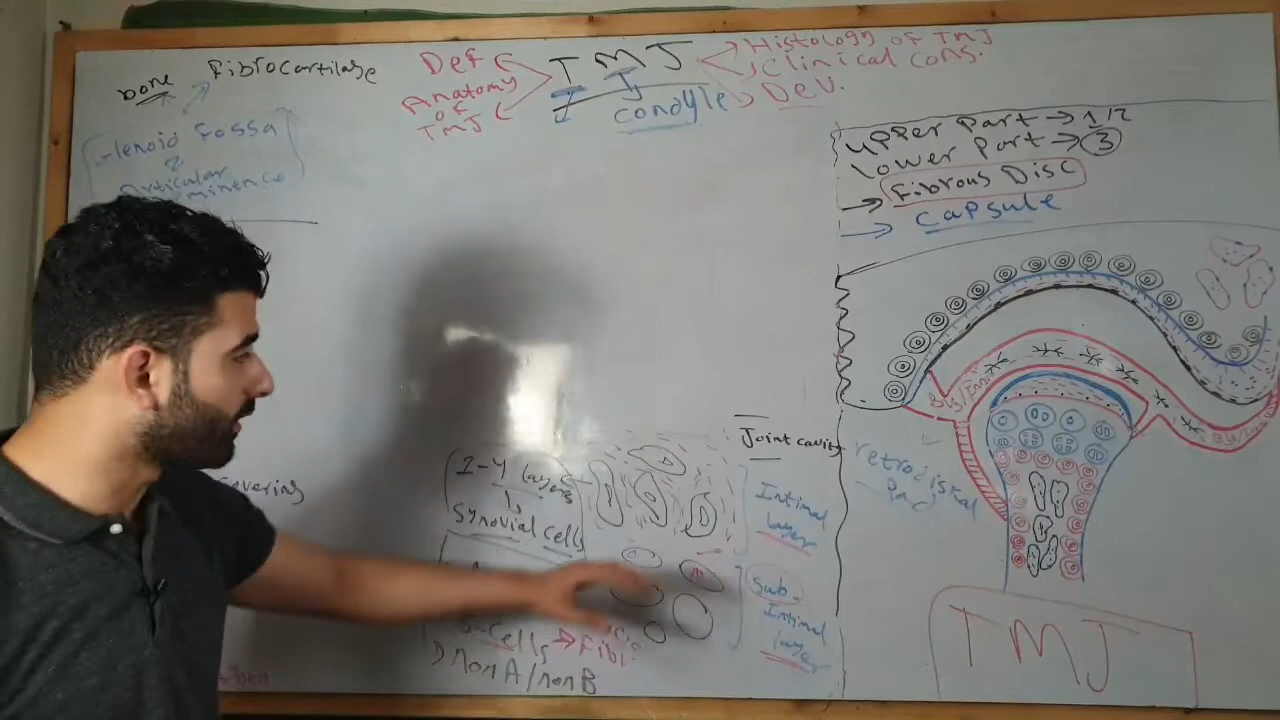 bone
Fibrocartilage
Glenoid fossa
&
articular
eminence
Def
Anatomy
of
TMJ
TMJ
I
condyle
Histology of TMJ
Clinical Cons.
Dev.
upper part → 1/2
lower part → 3
→ Fibrous Disc
→ capsule
Covering
2-4 layers
Synovial cells
B-cells → Fibr.
non A/non B
Joint cavity
Intimal
layer
Sub-
Intimal
layer
retrodiscal
Pad
TMJ